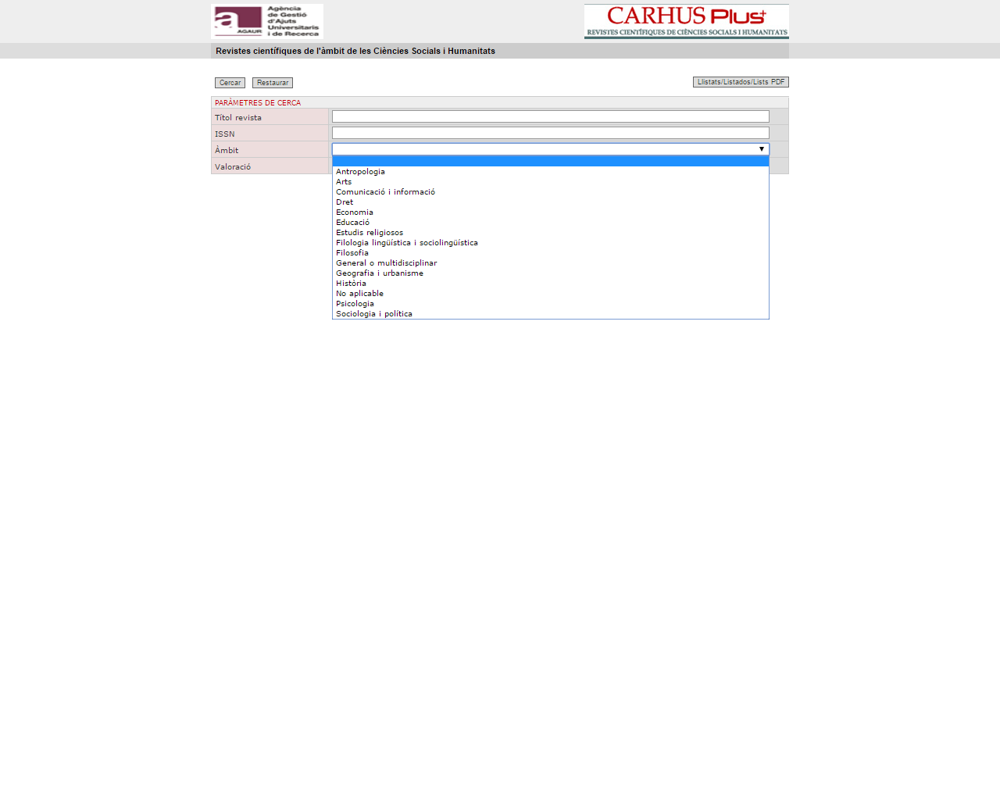 Agència
de Gestió
d'Ajuts
Universitaris
i de Recerca
a
AGAUR
CARHUS Plus+
REVISTES CIENTÍFIQUES DE CIÈNCIES SOCIALS I HUMANITATS
Revistes científiques de l'àmbit de les Ciències Socials i Humanitats
Cercar Restaurar Llistats/Listados/Lists PDF
PARÀMETRES DE CERCA
Títol revista
ISSN
Àmbit
Valoració
Antropologia
Arts
Comunicació i informació
Dret
Economia
Educació
Estudis religiosos
Filologia lingüística i sociolingüística
Filosofia
General o multidisciplinar
Geografia i urbanisme
Història
No aplicable
Psicologia
Sociologia i política